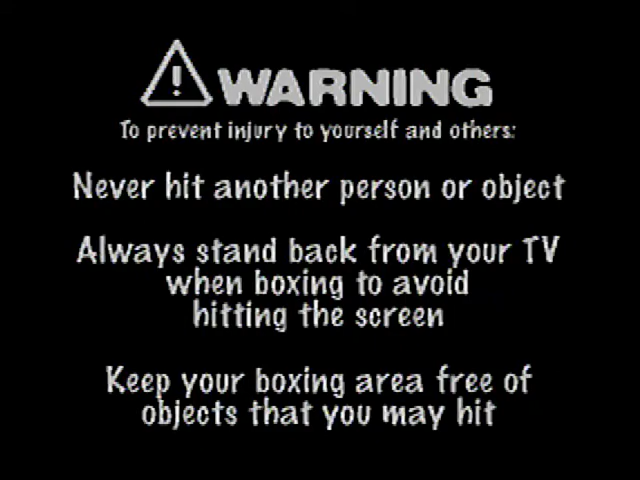 WARNING
To prevent injury to yourself and others:
Never hit another person or object
Always stand back from your TV
when boxing to avoid
hitting the screen
Keep your boxing area free of
objects that you may hit